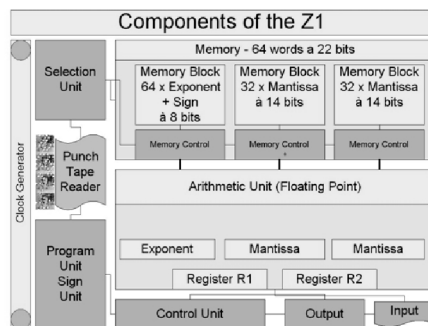 Components of the Z1
Clock Generator
Selection
Unit
Punch
Tape
Reader
Program
Unit
Sign
Unit
Memory - 64 words a 22 bits
Memory Block
64 x Exponent
+ Sign
à 8 bits
Memory Block
32 x Mantissa
à 14 bits
Memory Block
32 x Mantissa
à 14 bits
Memory Control
Memory Control
Memory Control
Arithmetic Unit (Floating Point)
Exponent
Mantissa
Mantissa
Register R1
Register R2
Control Unit
Output
Input